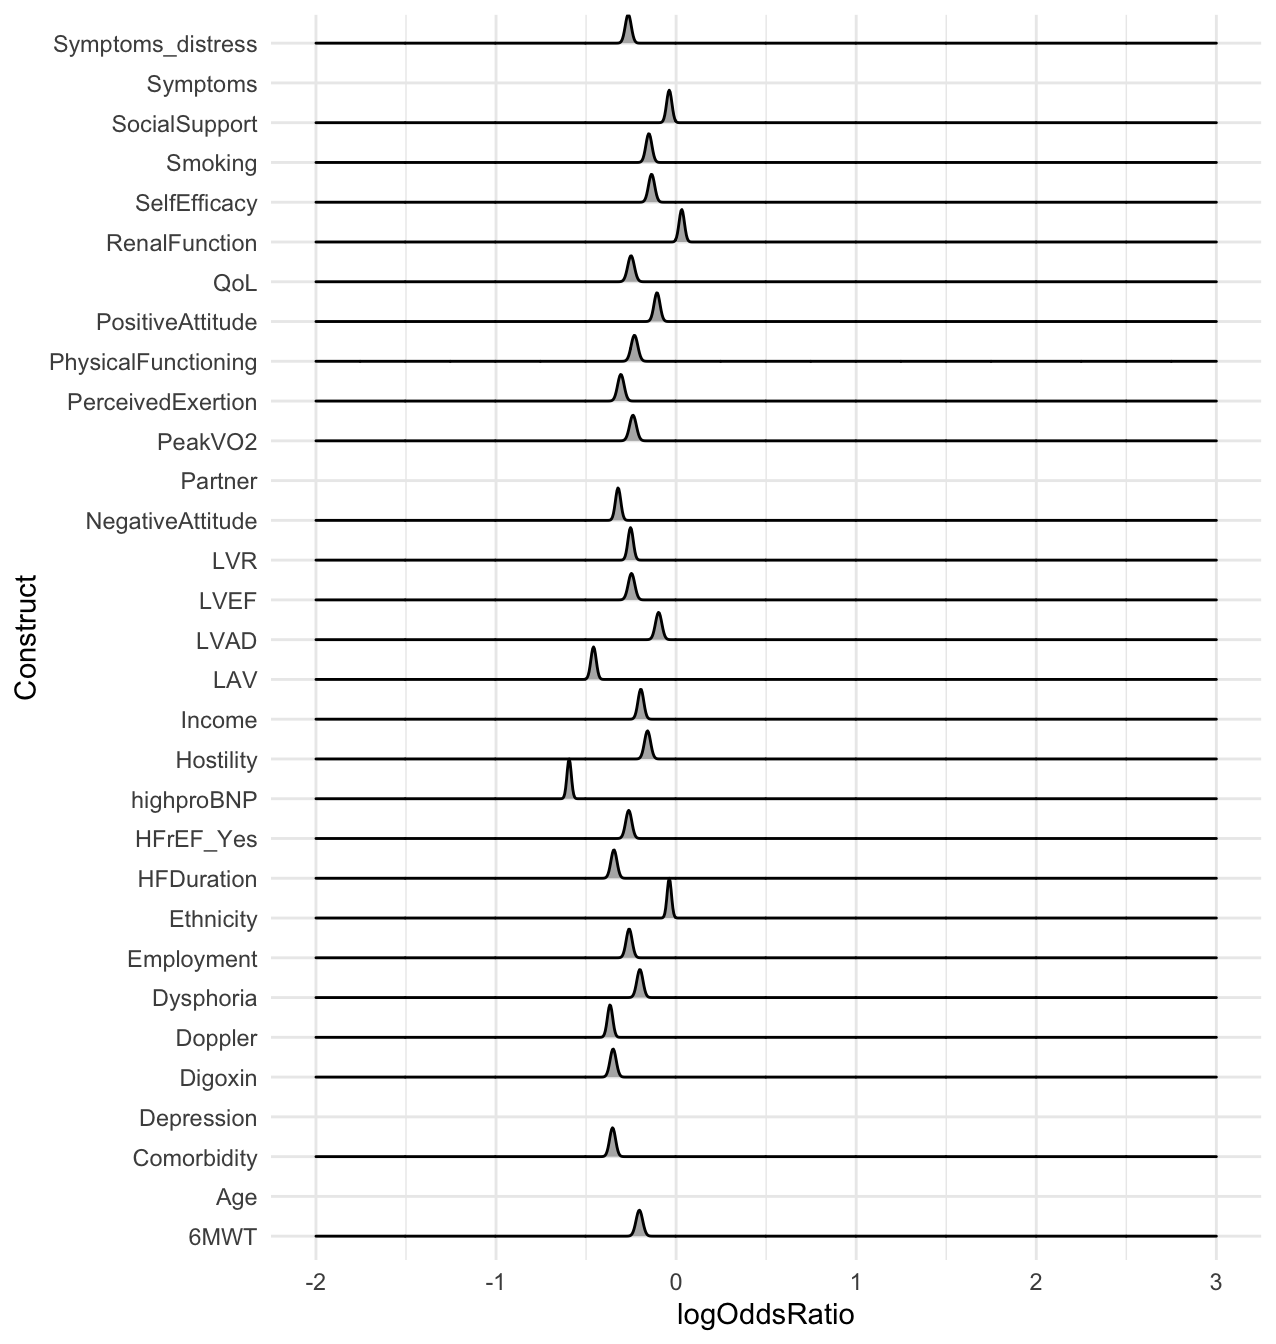 Symptoms_distress
Symptoms
SocialSupport
Smoking
SelfEfficacy
RenalFunction
QoL
PositiveAttitude
PhysicalFunctioning
PerceivedExertion
PeakVO2
Partner
NegativeAttitude
LVR
LVEF
LVAD
LAV
Income
Hostility
highproBNP
HFrEF_Yes
HFDuration
Ethnicity
Employment
Dysphoria
Doppler
Digoxin
Depression
Comorbidity
Age
6MWT
Construct
-2 -1 0 1 2 3
logOddsRatio